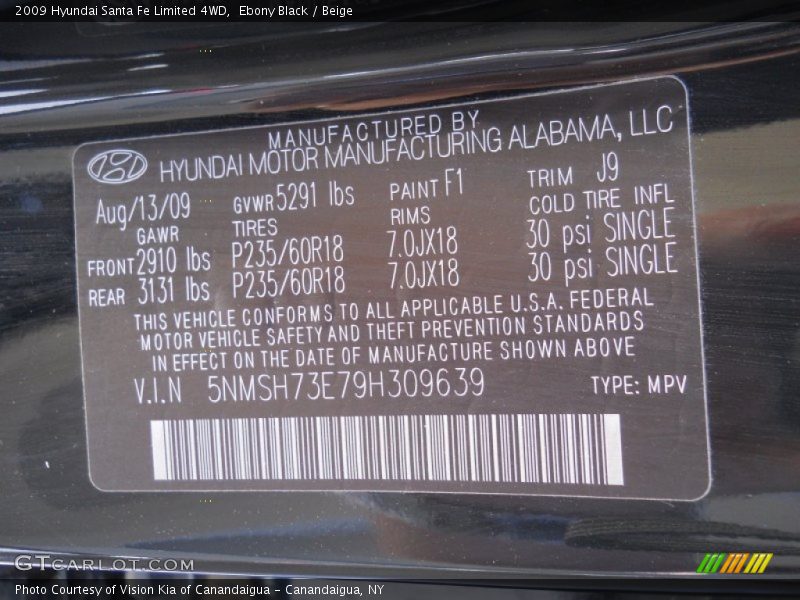 2009 Hyundai Santa Fe Limited 4WD, Ebony Black / Beige
MANUFACTURED BY
HYUNDAI MOTOR MANUFACTURING ALABAMA, LLC
Aug/13/09 GVWR 5291 lbs PAINT F1 TRIM J9
GAWR TIRES RIMS COLD TIRE INFL
FRONT 2910 lbs P235/60R18 7.0JX18 30 psi SINGLE
REAR 3131 lbs P235/60R18 7.0JX18 30 psi SINGLE
THIS VEHICLE CONFORMS TO ALL APPLICABLE U.S.A. FEDERAL
MOTOR VEHICLE SAFETY AND THEFT PREVENTION STANDARDS
IN EFFECT ON THE DATE OF MANUFACTURE SHOWN ABOVE
V.I.N 5NMSH73E79H309639 TYPE: MPV
GTCARLOT.COM
Photo Courtesy of Vision Kia of Canandaigua - Canandaigua, NY